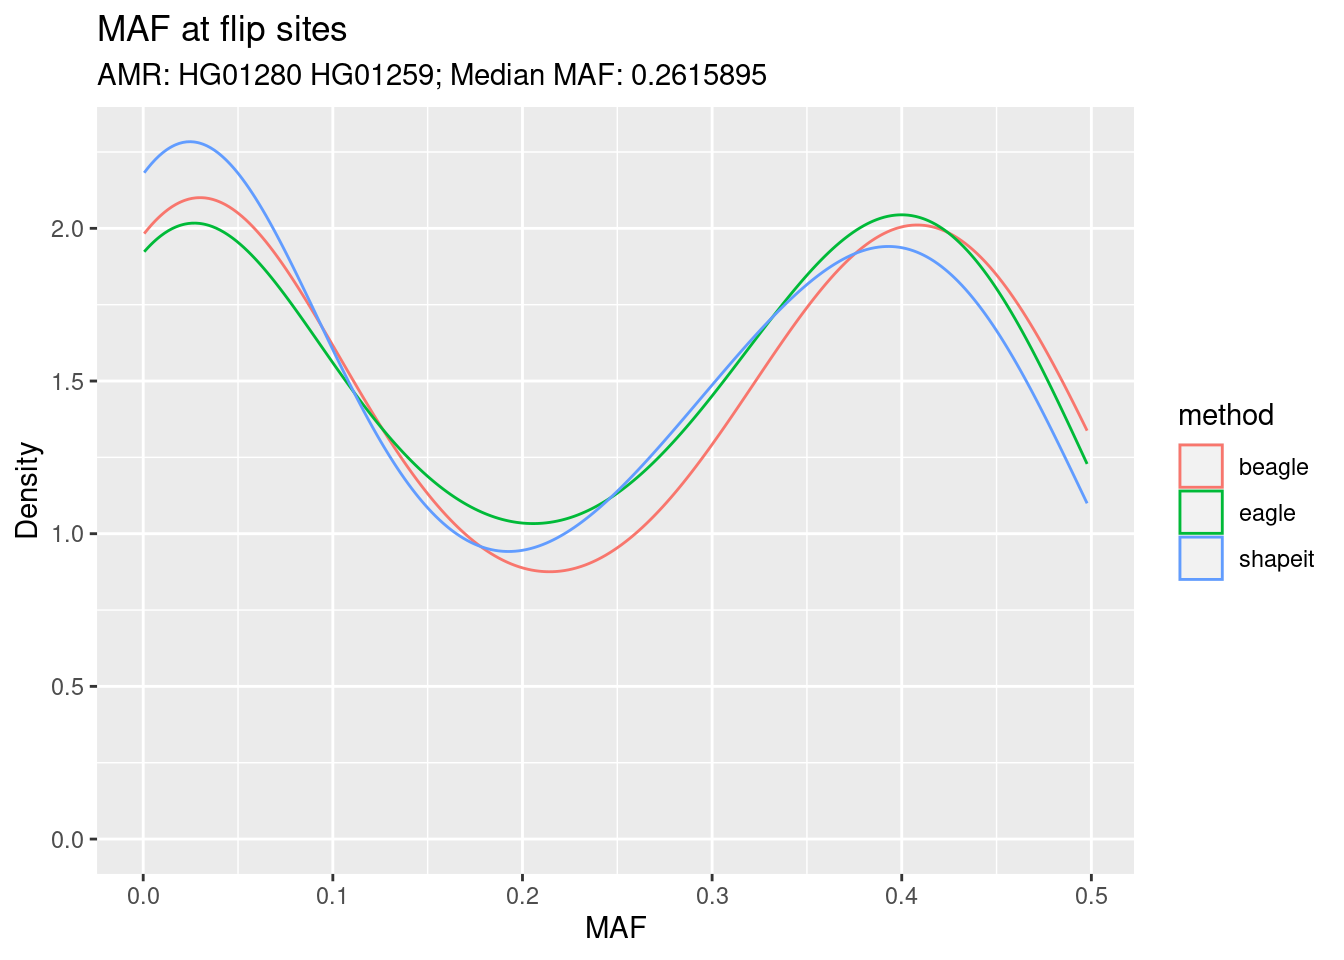 MAF at flip sites
AMR: HG01280 HG01259; Median MAF: 0.2615895
Density
2.0
1.5
1.0
0.5
0.0
0.0 0.1 0.2 0.3 0.4 0.5
MAF
method
beagle
eagle
shapeit